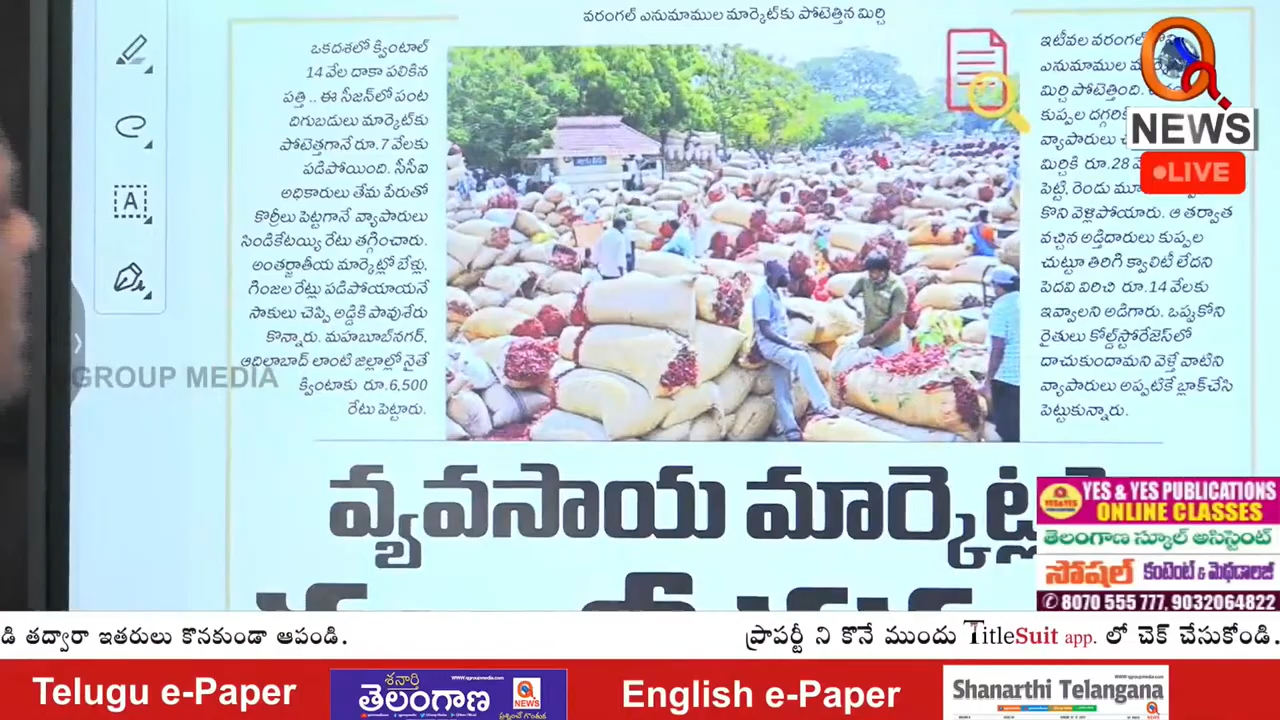 వరంగల్ ఎనుమాముల మార్కెట్‌కు పోటెత్తిన మిర్చి
ఒకదశలో క్వింటాల్
14 వేల దాకా పలికిన
పత్తి .. ఈ సీజన్‌లో పంట
దిగుబడులు మార్కెట్‌కు
పోటెత్తగానే రూ.7 వేలకు
పడిపోయింది. సీసీఐ
అధికారులు తేమ పేరుతో
కొర్రీలు పెట్టగానే వ్యాపారులు
సిండికేటయ్యి రేటు తగ్గించారు.
అంతర్జాతీయ మార్కెట్లో బేళ్లు,
గింజల రేట్లు పడిపోయాయనే
సాకులు చెప్పి అడ్డికి పావుశేరు
కొన్నారు. మహబూబ్‌నగర్,
ఆదిలాబాద్ లాంటి జిల్లాల్లోనైతే
క్వింటాకు రూ.6,500
రేటు పెట్టారు.
ఇటీవల వరంగల్
ఎనుమాముల
మిర్చి పోటెత్తింది.
కుప్పల దగ్గరికి
వ్యాపారులు
మిర్చికి రూ.28
పెట్టి, రెండు
కొని వెళ్లిపోయారు. ఆ తర్వాత
వచ్చిన అడ్తిదారులు కుప్పల
చుట్టూ తిరిగి క్వాలిటీ లేదని
పెదవి విరిచి రూ.14 వేలకు
ఇవ్వాలని అడిగారు. ఒప్పుకోని
రైతులు కోల్డ్‌స్టోరేజెస్‌లో
దాచుకుందామని వెళ్తే వాటిని
వ్యాపారులు అప్పటికే బ్లాక్‌చేసి
పెట్టుకున్నారు.
A
GROUP MEDIA
వ్యవసాయ
Q
NEWS
LIVE
YES & YES PUBLICATIONS
ONLINE CLASSES
తెలంగాణ స్కూల్ అసిస్టెంట్
సోషల్ కంటెంట్ & మెథడాలజీ
8070 555 777, 9032064822
డి తద్వారా ఇతరులు కొనకుండా ఆపండి.
ప్రాపర్టీ ని కొనే ముందు TitleSuit app. లో చెక్ చేసుకోండి.
Telugu e-Paper
శనార్తి
తెలంగాణ
NEWS
English e-Paper
Shanarthi Telangana